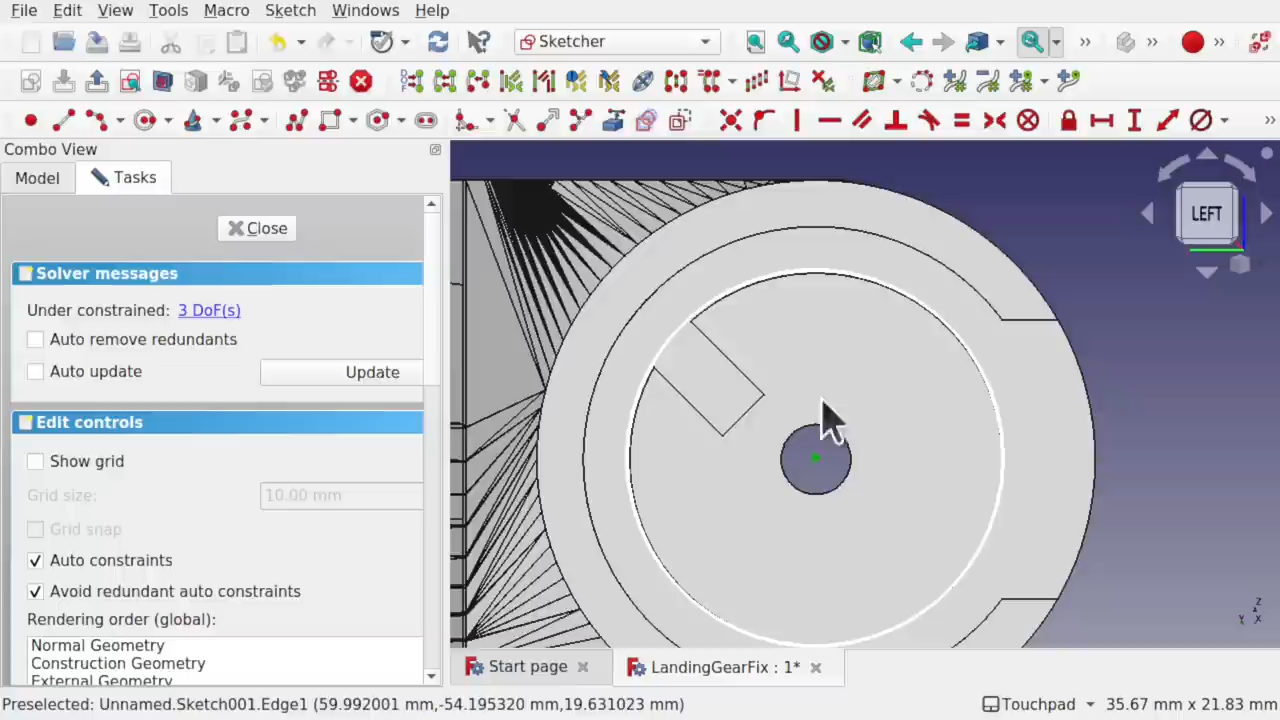 File Edit View Tools Macro Sketch Windows Help
Sketcher
Combo View
Model Tasks
Close
LEFT
Solver messages
Under constrained: 3 DoF(s)
Auto remove redundants
Auto update Update
Edit controls
Show grid
Grid size: 10.00 mm
Grid snap
Auto constraints
Avoid redundant auto constraints
Rendering order (global):
Normal Geometry
Construction Geometry
External Geometry
Z
Y X
Start page LandingGearFix : 1*
Preselected: Unnamed.Sketch001.Edge1 (59.992001 mm,-54.195320 mm,19.631023 mm) Touchpad 35.67 mm x 21.83 mm